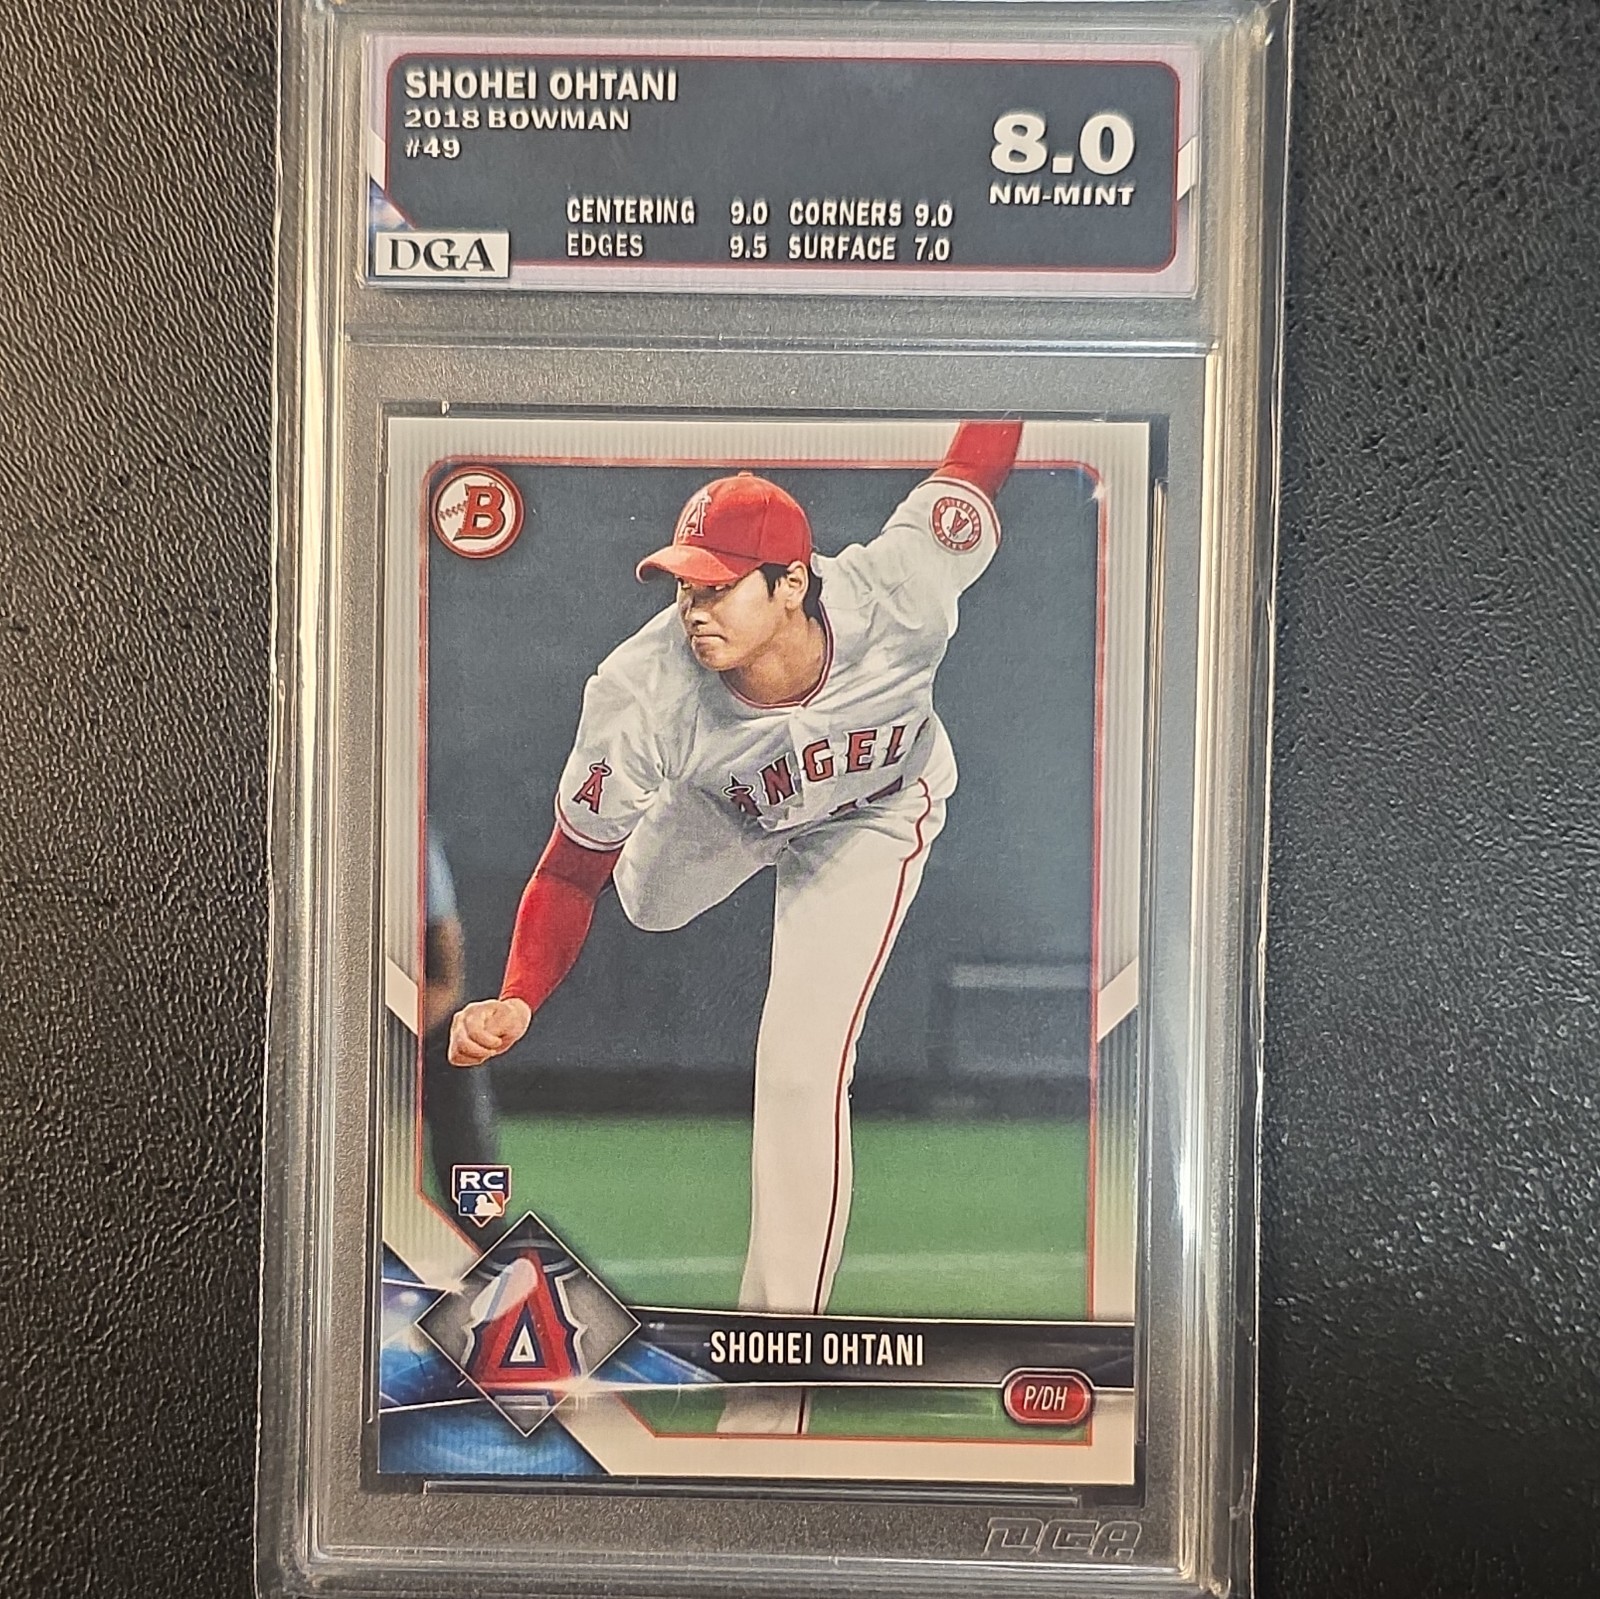 SHOHEI OHTANI
2018 BOWMAN
#49
8.0
NM-MINT
CENTERING 9.0 CORNERS 9.0
EDGES 9.5 SURFACE 7.0
DGA
B
A
A
ANGEL
A
RC
A
SHOHEI OHTANI
P/DH
DGA